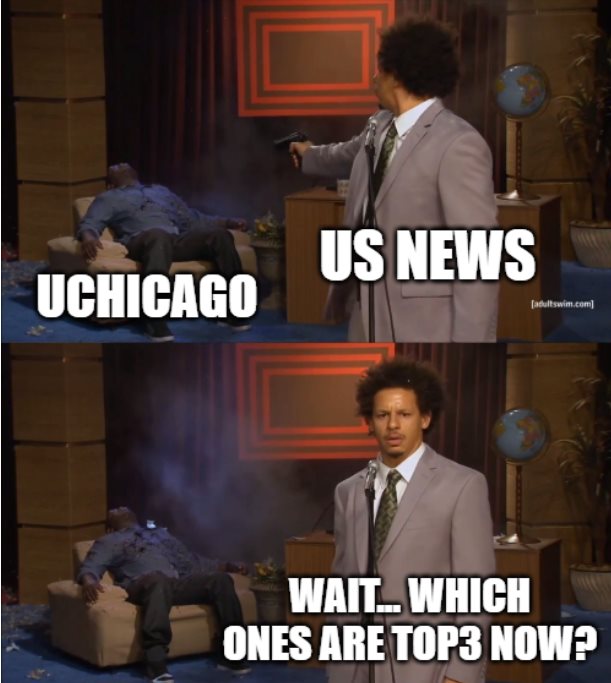 US NEWS
UCHICAGO
[adultswim.com]
WAIT... WHICH
ONES ARE TOP3 NOW?